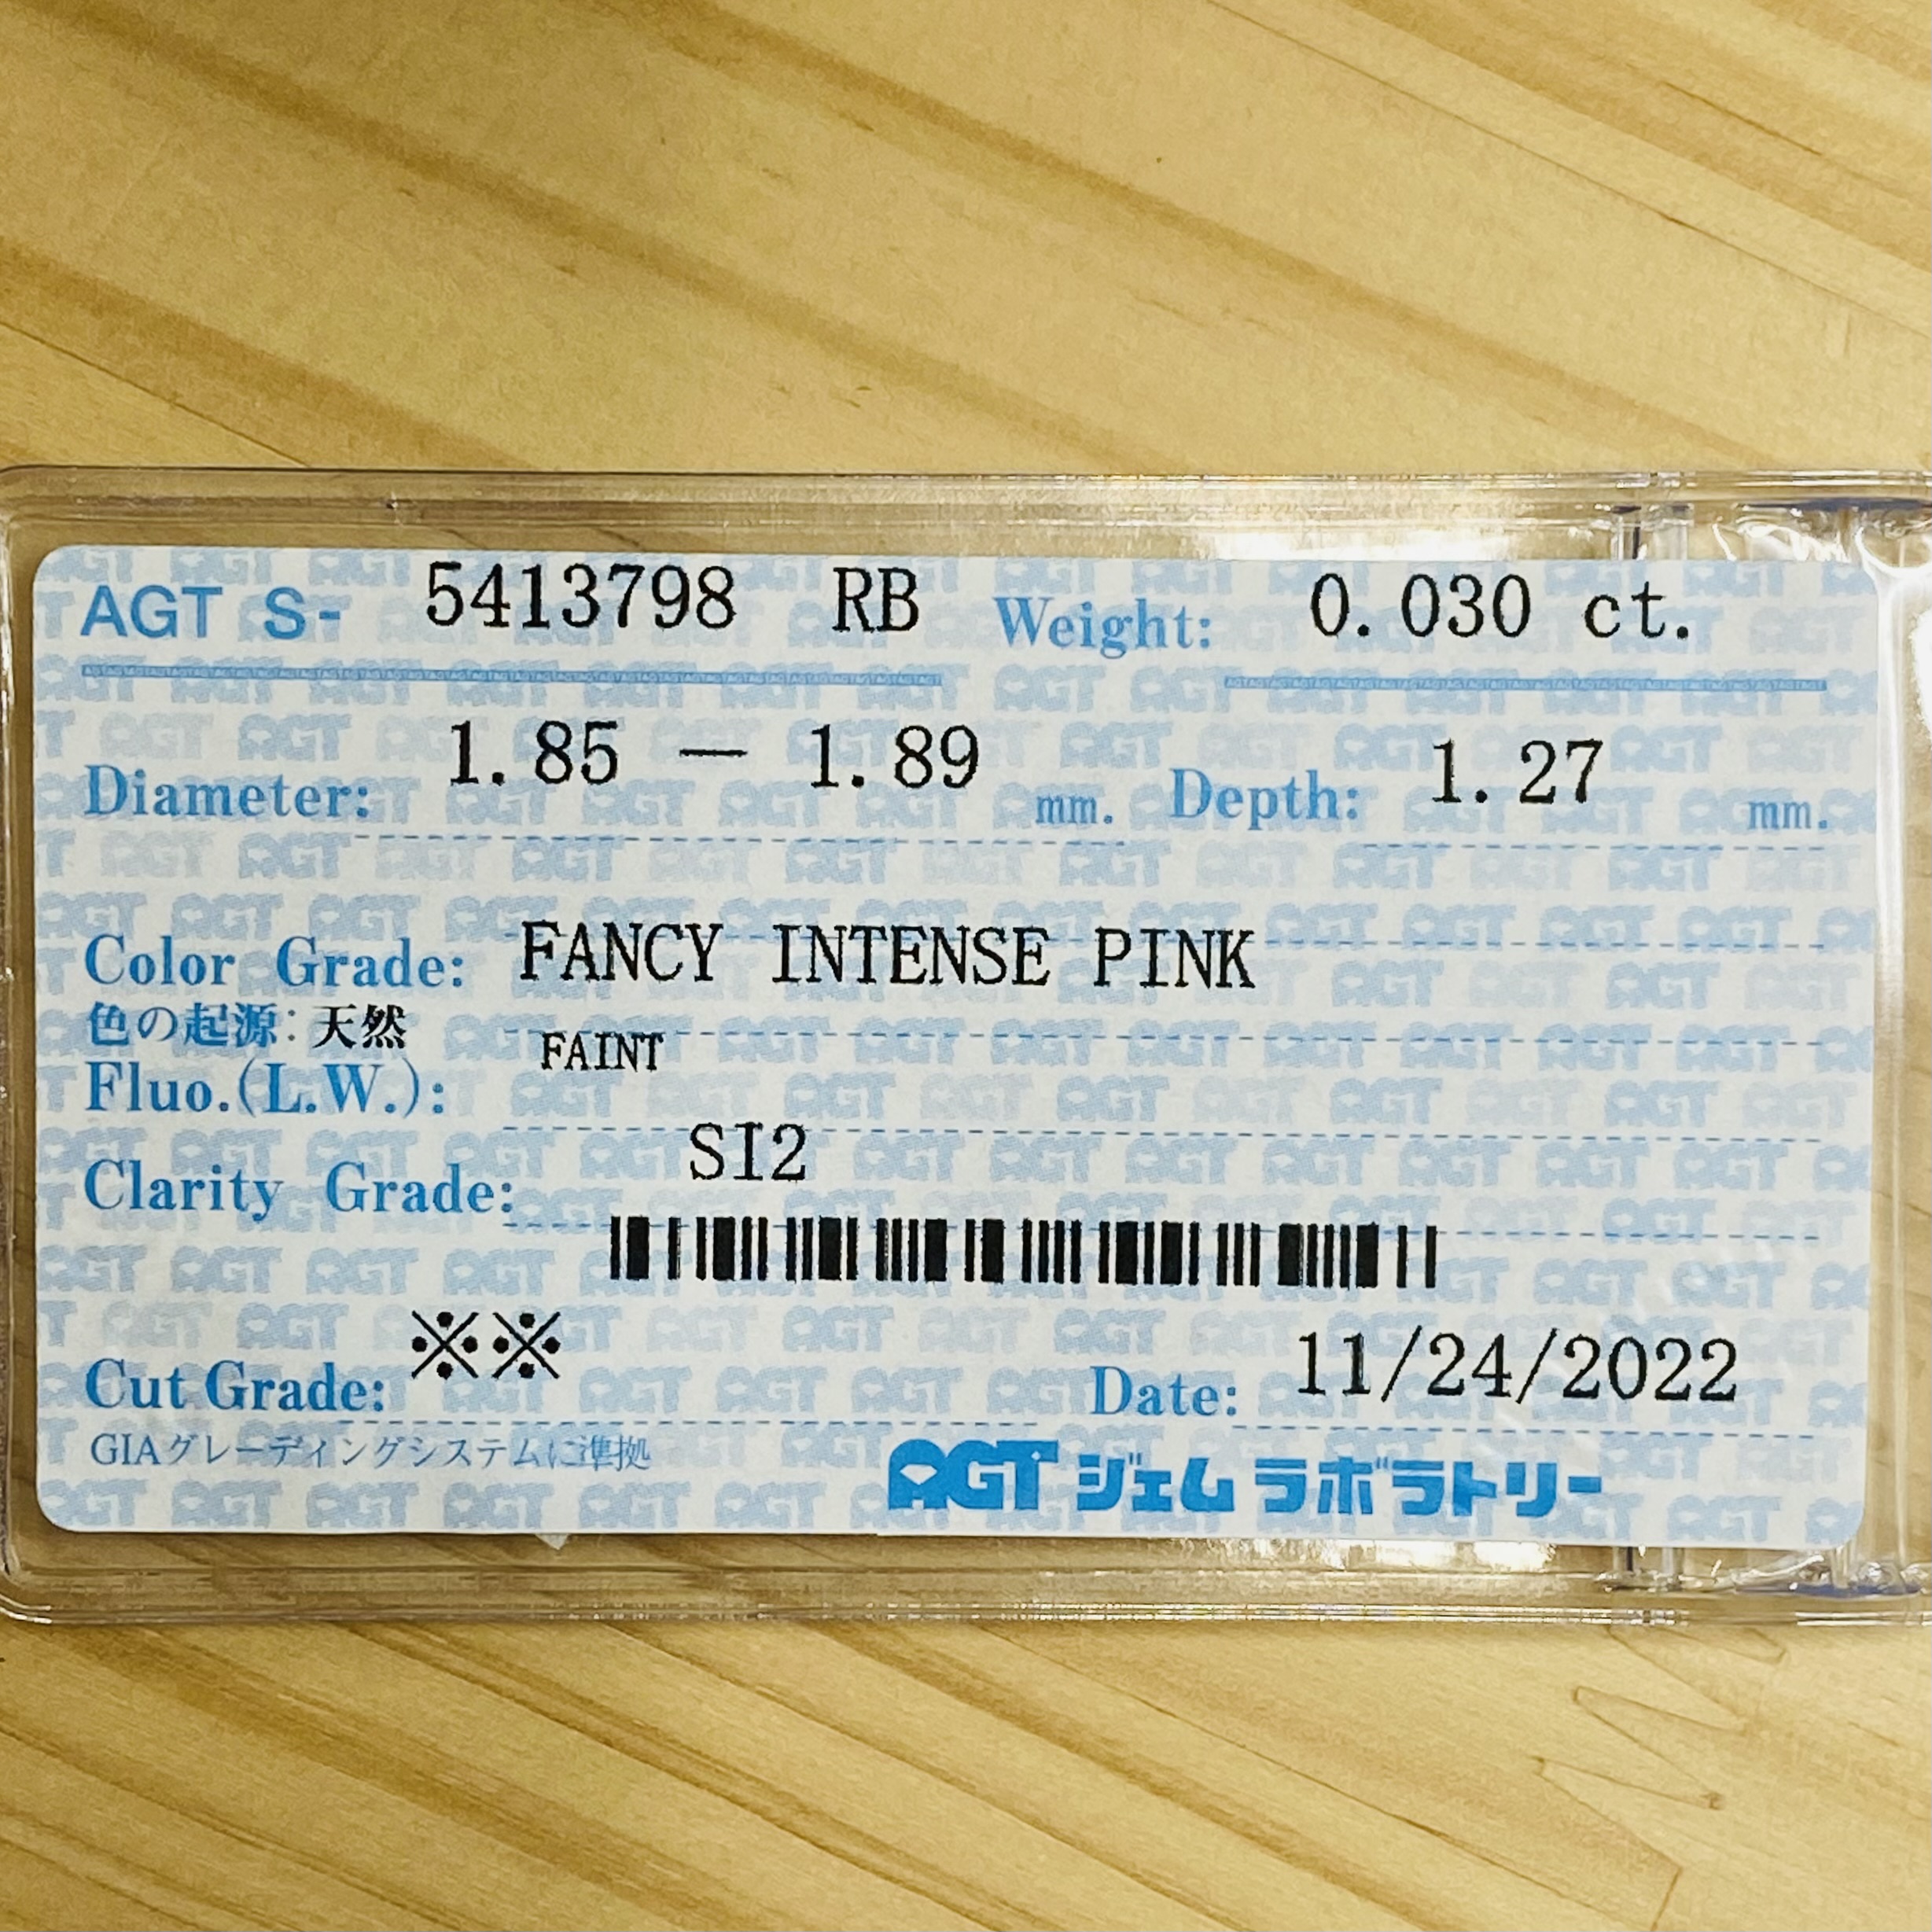 AGT S- 5413798 RB Weight: 0.030 ct.
Diameter: 1.85 — 1.89 mm. Depth: 1.27 mm.
Color Grade: FANCY INTENSE PINK
色の起源: 天然
Fluo.(L.W.): FAINT
Clarity Grade: SI2
Cut Grade: ※※ Date: 11/24/2022
GIAグレーディングシステムに準拠
AGT ジェム ラボラトリー